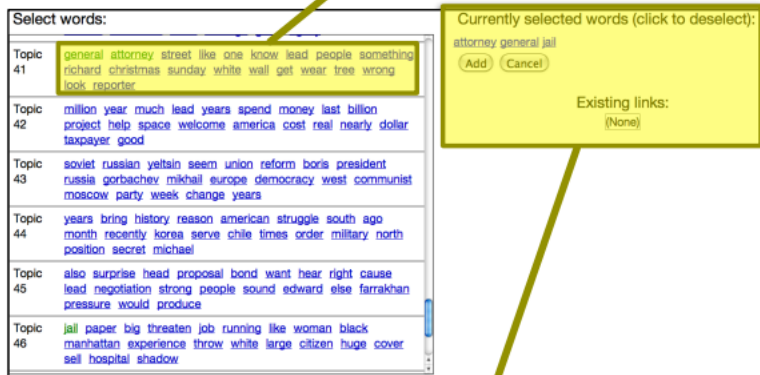 Select words:
Topic 41
general attorney street like one know lead people something
richard christmas sunday white wall get wear tree wrong
look reporter
Topic 42
million year much lead years spend money last billion
project help space welcome america cost real nearly dollar
taxpayer good
Topic 43
soviet russian yeltsin seem union reform boris president
russia gorbachev mikhail europe democracy west communist
moscow party week change years
Topic 44
years bring history reason american struggle south ago
month recently korea serve chile times order military north
position secret michael
Topic 45
also surprise head proposal bond want hear right cause
lead negotiation strong people sound edward else farrakhan
pressure would produce
Topic 46
jail paper big threaten job running like woman black
manhattan experience throw white large citizen huge cover
sell hospital shadow
Currently selected words (click to deselect):
attorney general jail
Add Cancel
Existing links:
(None)